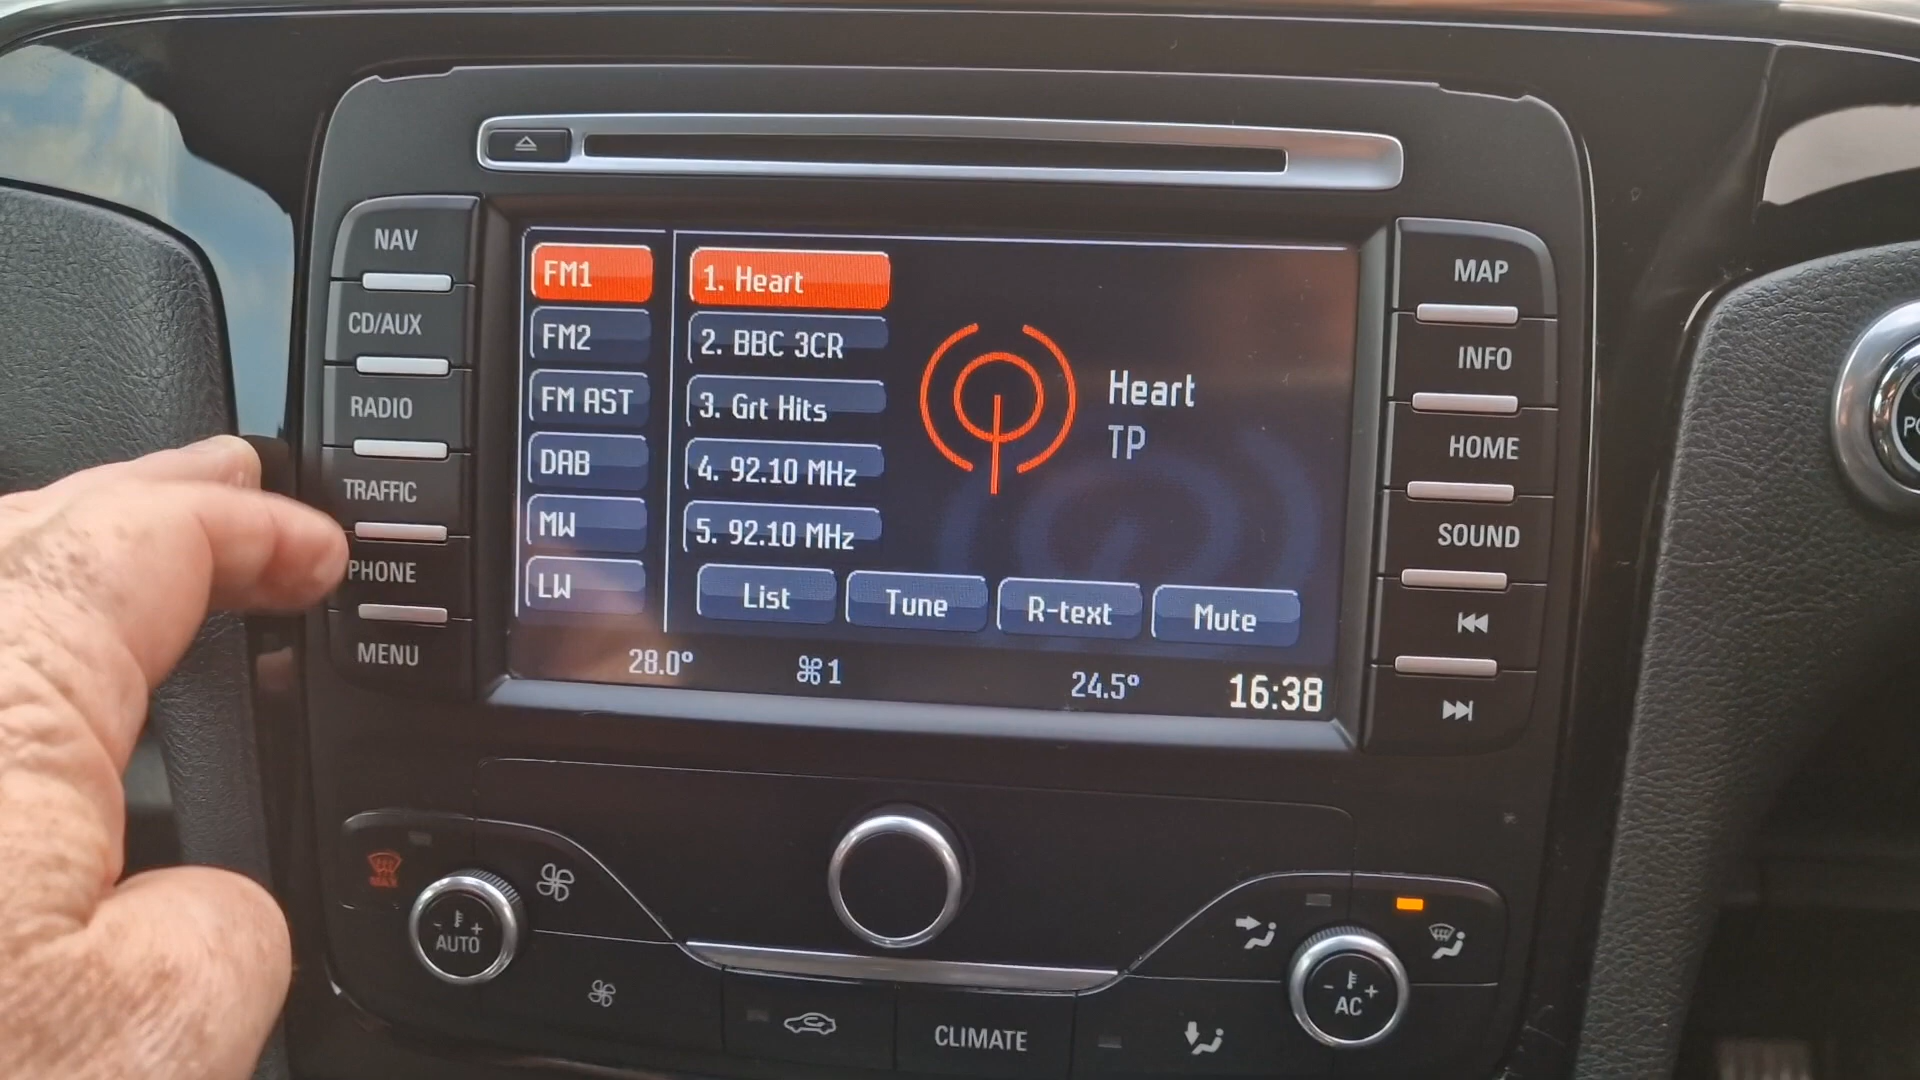 NAV
CD/AUX
RADIO
TRAFFIC
PHONE
MENU
FM1
FM2
FM AST
DAB
MW
LW
1. Heart
2. BBC 3CR
3. Grt Hits
4. 92.10 MHz
5. 92.10 MHz
Heart
TP
List
Tune
R-text
Mute
28.0°
1
24.5°
16:38
MAP
INFO
HOME
SOUND
MAX
- +
AUTO
CLIMATE
- +
AC